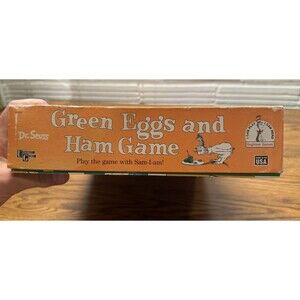 Dr. Seuss
Green Eggs and
Ham Game
Play the game with Sam-I-am!
USA